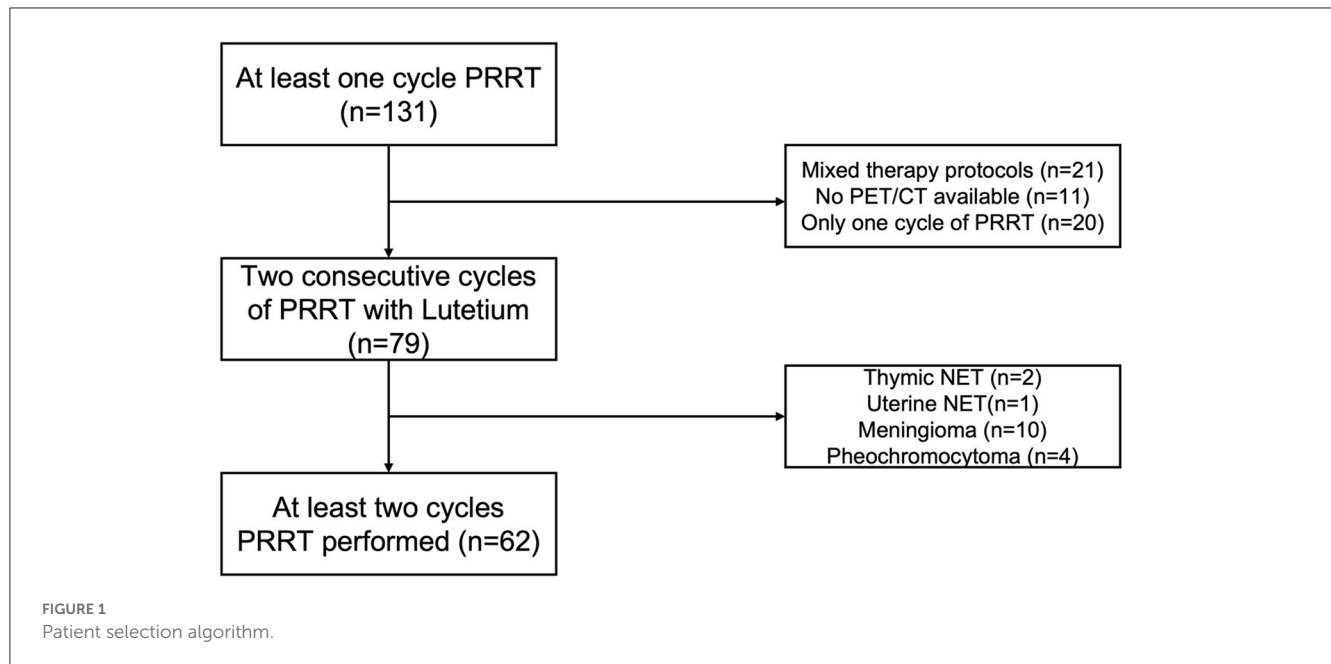 At least one cycle PRRT
(n=131)
Mixed therapy protocols (n=21)
No PET/CT available (n=11)
Only one cycle of PRRT (n=20)
Two consecutive cycles
of PRRT with Lutetium
(n=79)
Thymic NET (n=2)
Uterine NET(n=1)
Meningioma (n=10)
Pheochromocytoma (n=4)
At least two cycles
PRRT performed (n=62)
FIGURE 1
Patient selection algorithm.